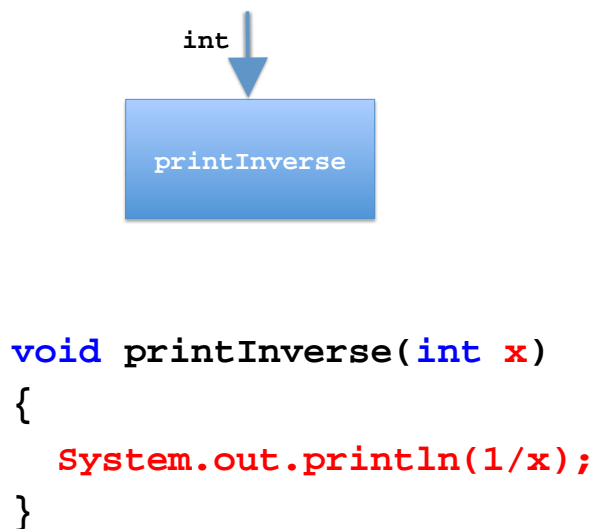 int
printInverse
void printInverse(int x)
{
  System.out.println(1/x);
}